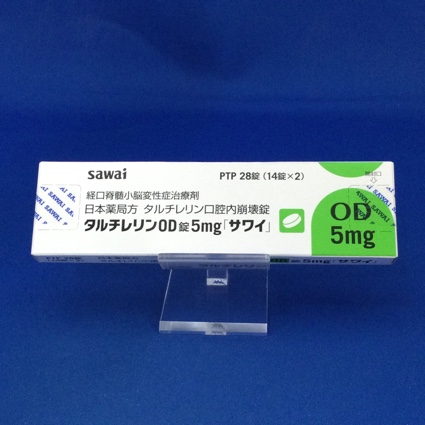 sawai
PTP 28錠 (14錠×2)
経口脊髄小脳変性症治療剤
日本薬局方 タルチレリン口腔内崩壊錠
タルチレリンOD錠5mg「サワイ」
OD
5mg
SAWAI
SAWAI